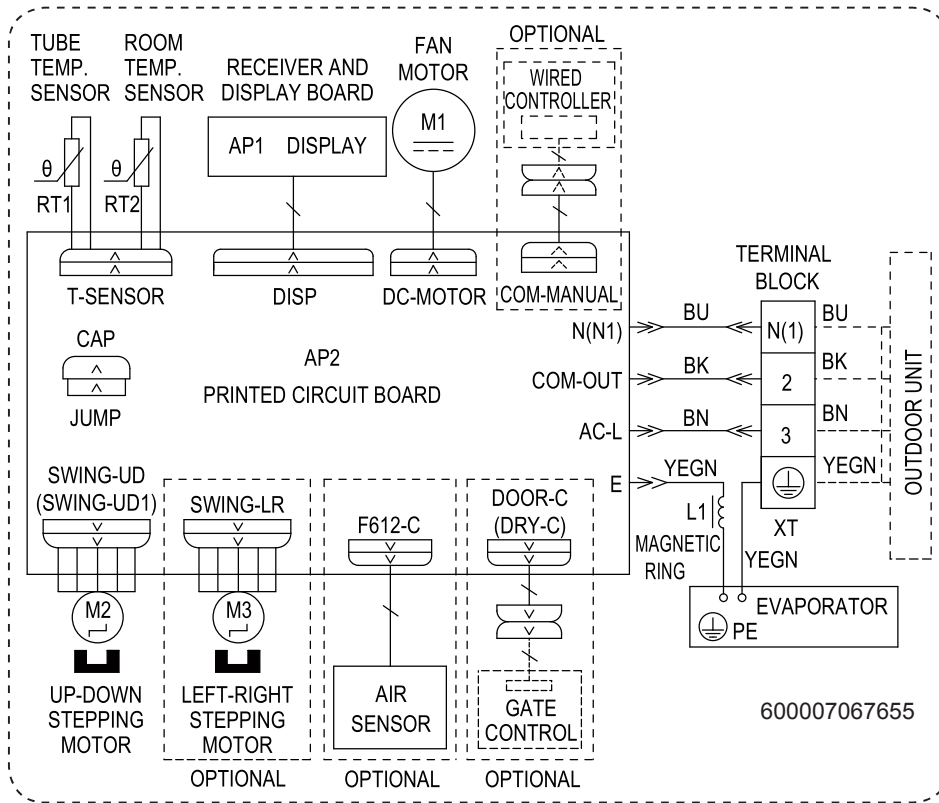 TUBE
TEMP.
SENSOR
ROOM
TEMP.
SENSOR
RECEIVER AND
DISPLAY BOARD
FAN
MOTOR
OPTIONAL
WIRED
CONTROLLER
AP1 DISPLAY
M1
θ
RT1
θ
RT2
T-SENSOR
DISP
DC-MOTOR
COM-MANUAL
TERMINAL
BLOCK
CAP
JUMP
AP2
PRINTED CIRCUIT BOARD
N(N1)
BU
N(1)
BU
COM-OUT
BK
2
BK
AC-L
BN
3
BN
E
YEGN
YEGN
XT
OUTDOOR UNIT
L1
MAGNETIC
RING
YEGN
EVAPORATOR
PE
SWING-UD
(SWING-UD1)
SWING-LR
F612-C
DOOR-C
(DRY-C)
M2
M3
UP-DOWN
STEPPING
MOTOR
LEFT-RIGHT
STEPPING
MOTOR
AIR
SENSOR
GATE
CONTROL
OPTIONAL
OPTIONAL
OPTIONAL
600007067655